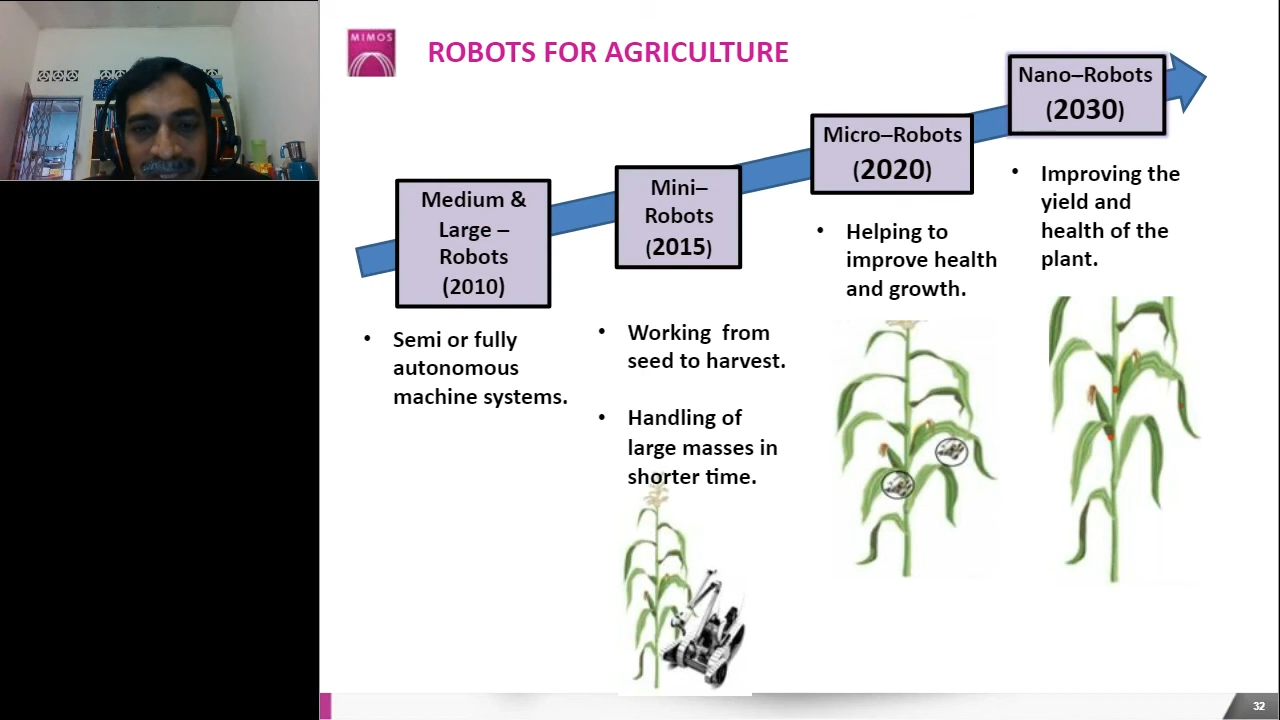 MIMOS
ROBOTS FOR AGRICULTURE
Medium &
Large –
Robots
(2010)
Mini–
Robots
(2015)
Micro–Robots
(2020)
Nano–Robots
(2030)
• Semi or fully
autonomous
machine systems.
• Working from
seed to harvest.
• Handling of
large masses in
shorter time.
• Helping to
improve health
and growth.
• Improving the
yield and
health of the
plant.
32